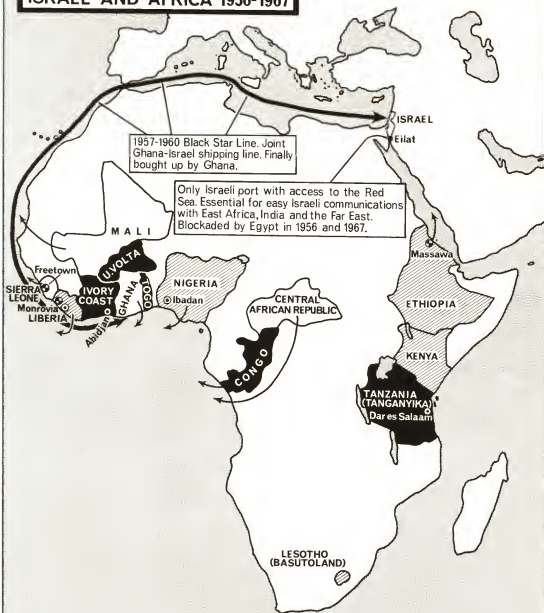 ISRAEL AND AFRICA 1956-1967
ISRAEL
Eilat
1957-1960 Black Star Line. Joint
Ghana-Israel shipping line. Finally
bought up by Ghana.
Only Israeli port with access to the Red
Sea. Essential for easy Israeli communications
with East Africa, India and the Far East.
Blockaded by Egypt in 1956 and 1967.
MALI
Massawa
U.VOLTA
Freetown
SIERRA
LEONE
IVORY
COAST
GHANA
TOGO
NIGERIA
Ibadan
Monrovia
LIBERIA
Abidjan
CENTRAL
AFRICAN REPUBLIC
ETHIOPIA
CONGO
KENYA
TANZANIA
(TANGANYIKA)
Dar es Salaam
LESOTHO
(BASUTOLAND)